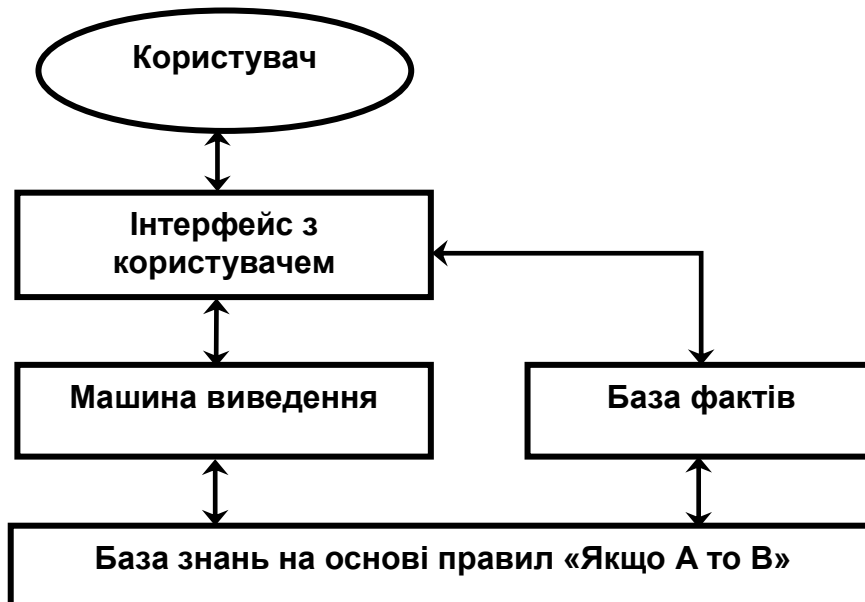 Користувач
Інтерфейс з
користувачем
Машина виведення
База фактів
База знань на основі правил «Якщо А то В»